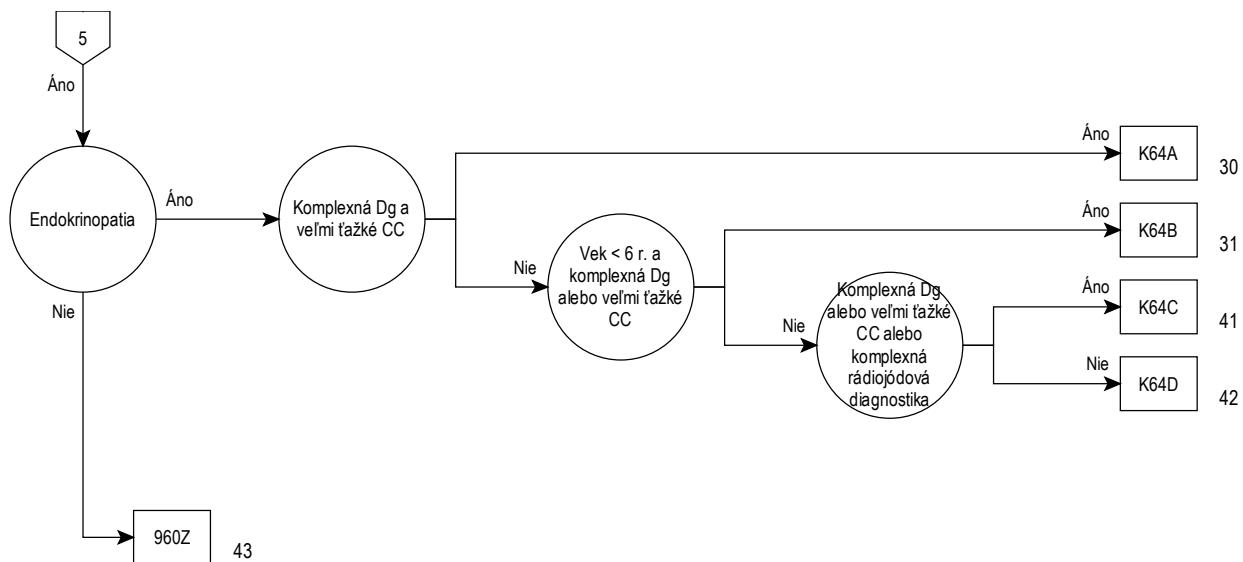 5
Áno
Endokrinopatia
Áno
Komplexná Dg a
veľmi ťažké CC
Áno
K64A
30
Nie
Vek < 6 r. a
komplexná Dg
alebo veľmi ťažké
CC
Áno
K64B
31
Nie
Komplexná Dg
alebo veľmi ťažké
CC alebo
komplexná
rádiojódová
diagnostika
Áno
K64C
41
Nie
K64D
42
Nie
960Z
43